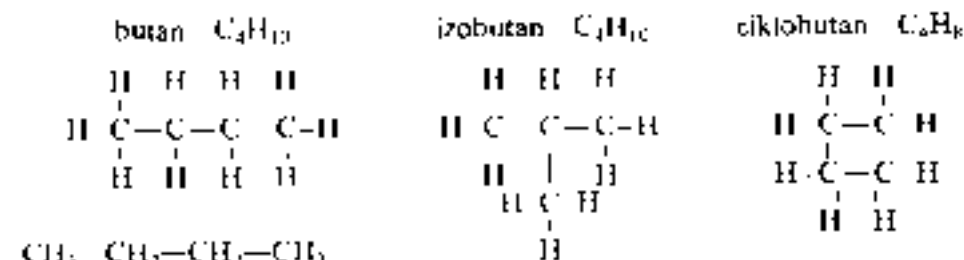 butan C₄H₁₀ izobutan C₄H₁₀ ciklobutan C₄H₈
H H H H H H H H H
H C—C—C C–H H C C—C–H H C—C H
H H H H H H H·C—C H
H C H H H
CH₃ CH₂—CH₂—CH₃ H